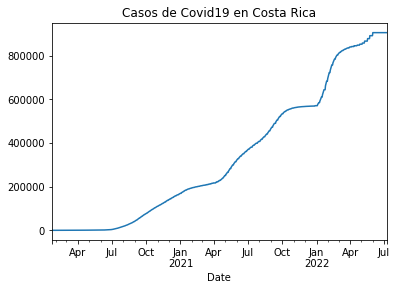 Casos de Covid19 en Costa Rica
800000
600000
400000
200000
0
Apr Jul Oct Jan Apr Jul Oct Jan Apr Jul
2021 2022
Date